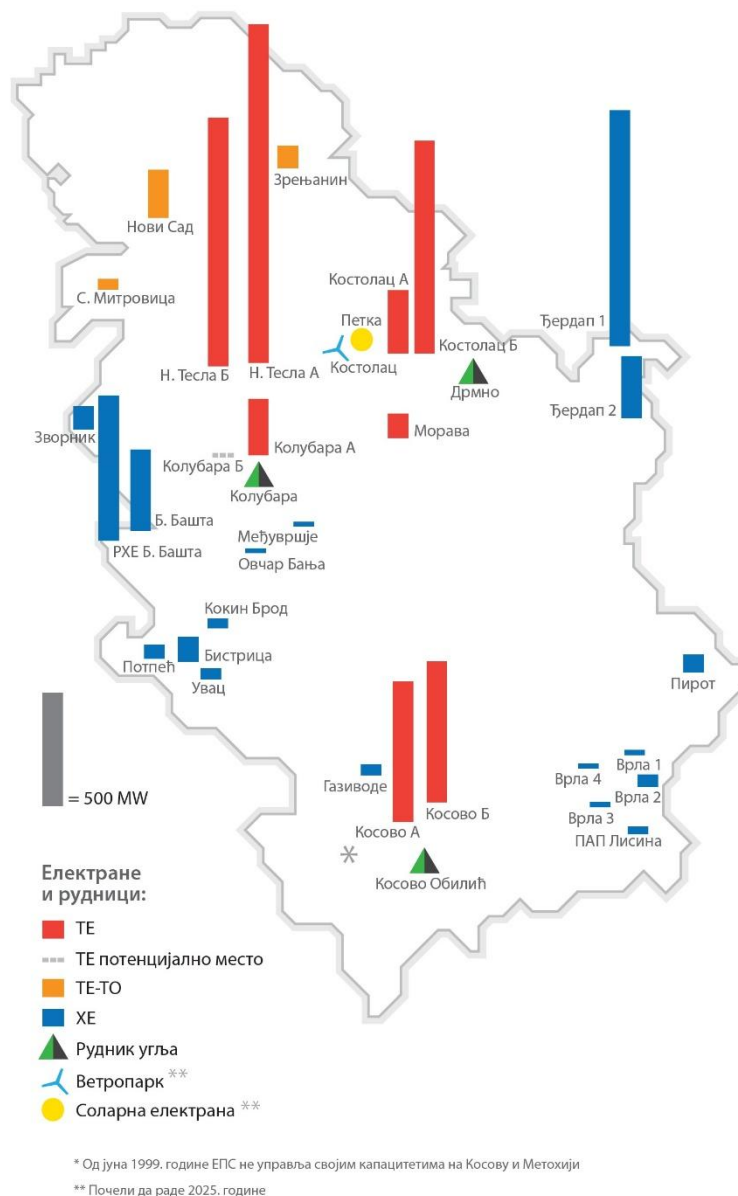 Зрењанин
Нови Сад
С. Митровица
Костолац А
Петка
Костолац Б
Костолац
Ђердап 1
Н. Тесла Б
Н. Тесла А
Дрмно
Ђердап 2
Зворник
Морава
Колубара А
Колубара Б
Колубара
Б. Башта
РХЕ Б. Башта
Међувршје
Овчар Бања
Кокин Брод
Потпећ
Бистрица
Увац
Пирот
= 500 MW
Газиводе
Врла 1
Врла 4
Врла 2
Врла 3
Косово А
Косово Б
ПАП Лисина
*
Косово Обилић
Електране
и рудници:
ТЕ
ТЕ потенцијално место
ТЕ-ТО
ХЕ
Рудник угља
Ветропарк **
Соларна електрана **
* Од јуна 1999. године ЕПС не управља својим капацитетима на Косову и Метохији
** Почели да раде 2025. године